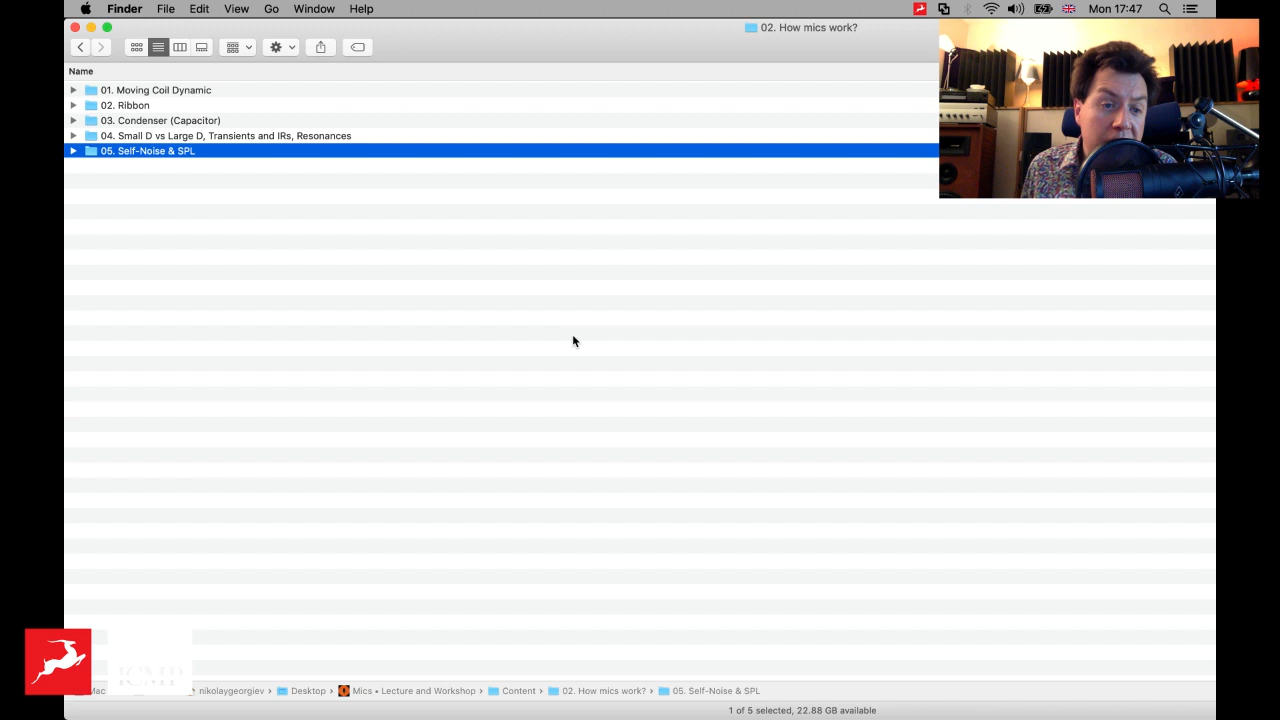 Finder File Edit View Go Window Help Mon 17:47
02. How mics work?
Name
01. Moving Coil Dynamic
02. Ribbon
03. Condenser (Capacitor)
04. Small D vs Large D, Transients and IRs, Resonances
05. Self-Noise & SPL
nikolaygeorgiev › Desktop › Mics • Lecture and Workshop › Content › 02. How mics work? › 05. Self-Noise & SPL
1 of 5 selected, 22.88 GB available